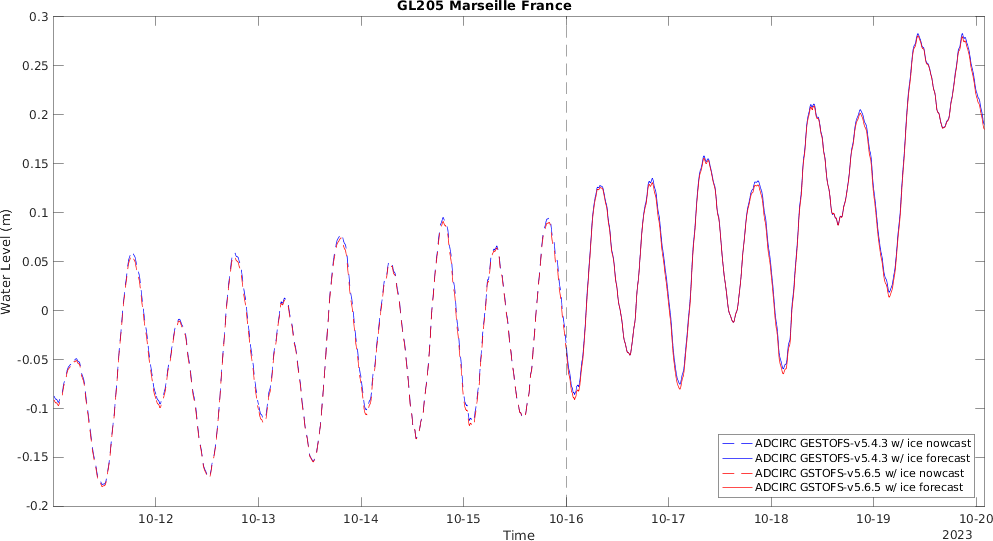 GL205 Marseille France
0.3
0.25
0.2
0.15
0.1
0.05
0
-0.05
-0.1
-0.15
-0.2
Water Level (m)
ADCIRC GESTOFS-v5.4.3 w/ ice nowcast
ADCIRC GESTOFS-v5.4.3 w/ ice forecast
ADCIRC GSTOFS-v5.6.5 w/ ice nowcast
ADCIRC GSTOFS-v5.6.5 w/ ice forecast
10-12 10-13 10-14 10-15 10-16 10-17 10-18 10-19 10-20
Time
2023